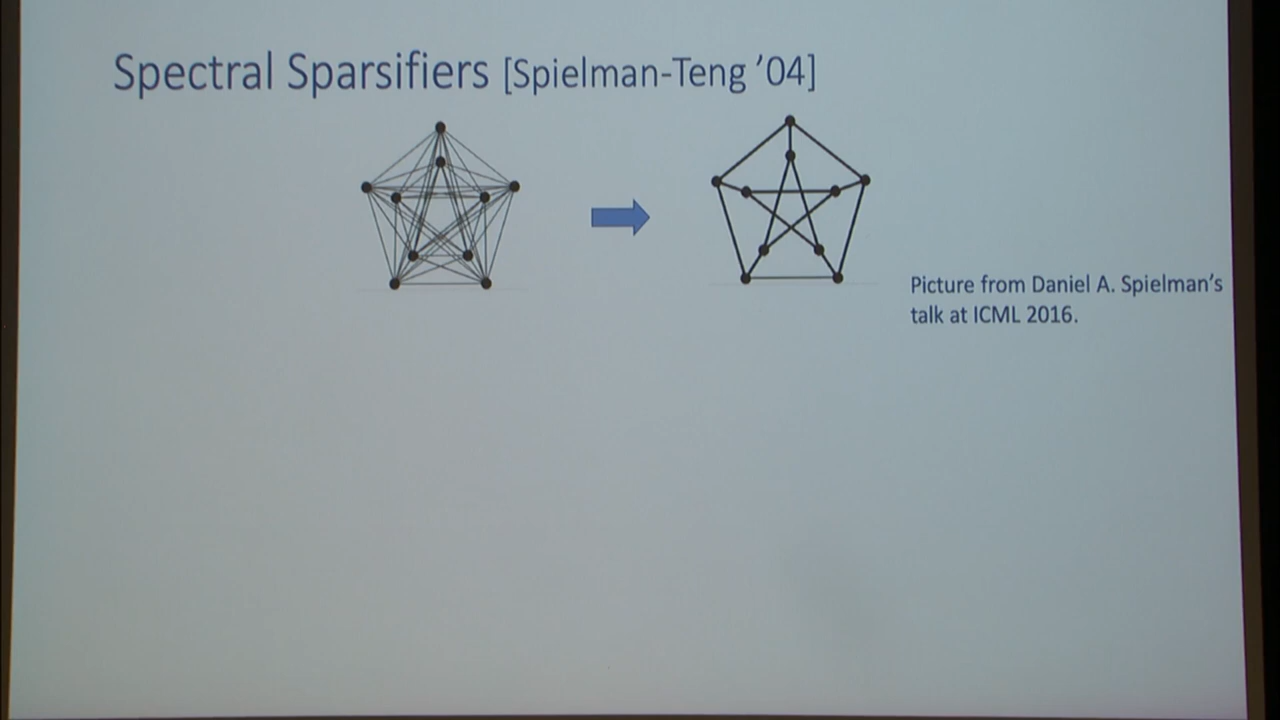 Spectral Sparsifiers [Spielman-Teng ’04]
Picture from Daniel A. Spielman’s
talk at ICML 2016.